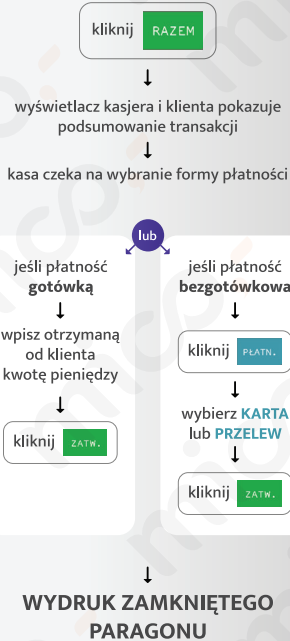 kliknij RAZEM
wyświetlacz kasjera i klienta pokazuje
podsumowanie transakcji
kasa czeka na wybranie formy płatności
lub
jeśli płatność
gotówką
wpisz otrzymaną
od klienta
kwotę pieniędzy
kliknij ZATW.
jeśli płatność
bezgotówkowa
kliknij PŁATN.
wybierz KARTA
lub PRZELEW
kliknij ZATW.
WYDRUK ZAMKNIĘTEGO
PARAGONU